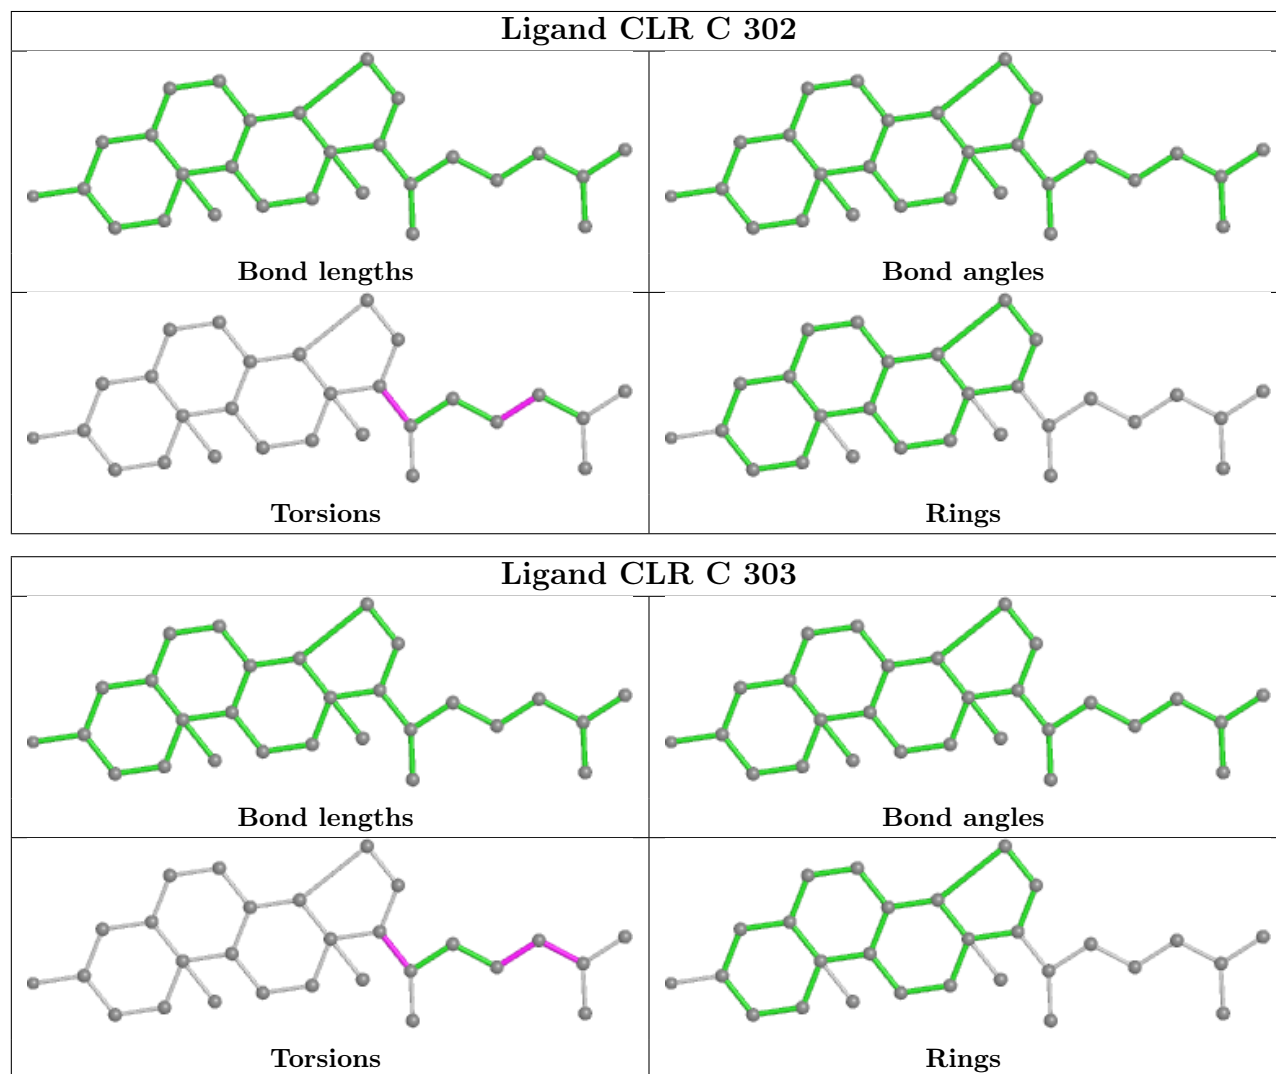 Ligand CLR C 302
Bond lengths
Bond angles
Torsions
Rings
Ligand CLR C 303
Bond lengths
Bond angles
Torsions
Rings